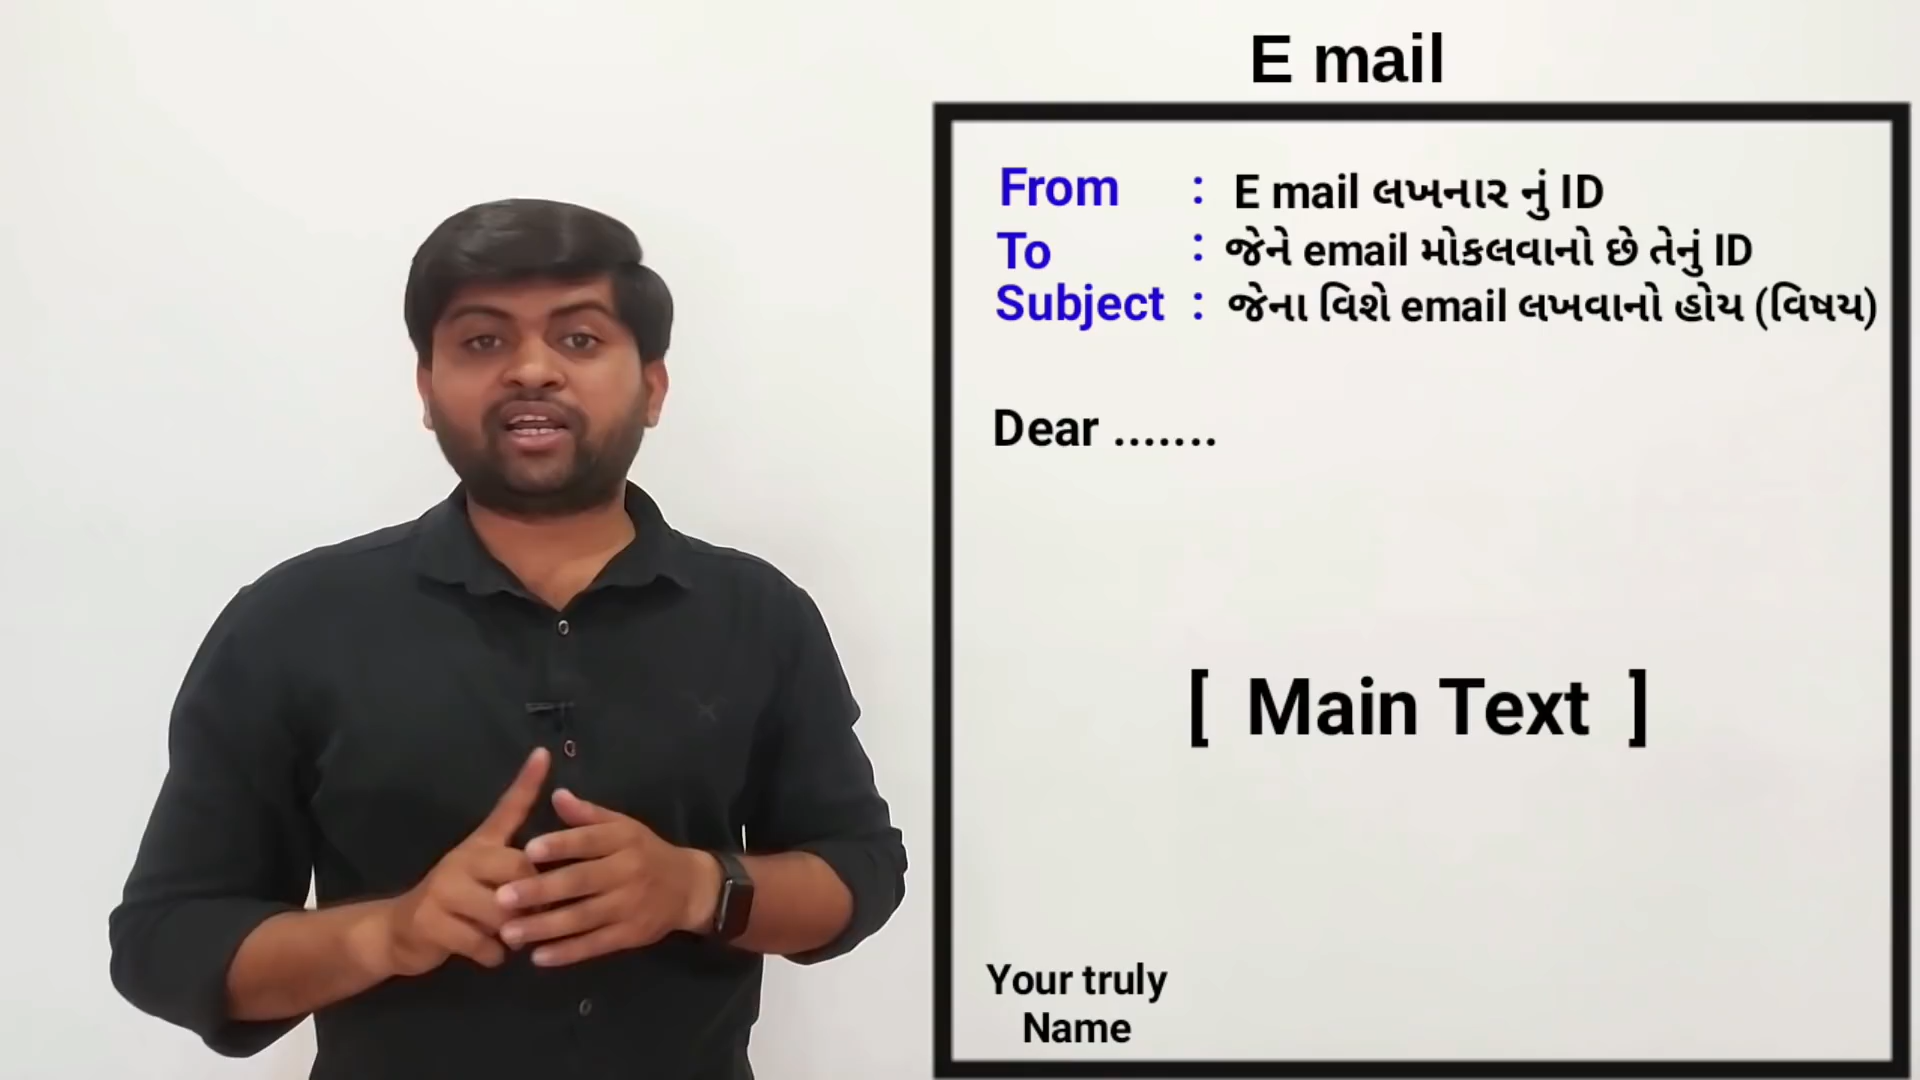 E mail
From : E mail લખનાર નું ID
To : જેને email મોકલવાનો છે તેનું ID
Subject : જેના વિશે email લખવાનો હોય (વિષય)
Dear .......
[ Main Text ]
Your truly
Name